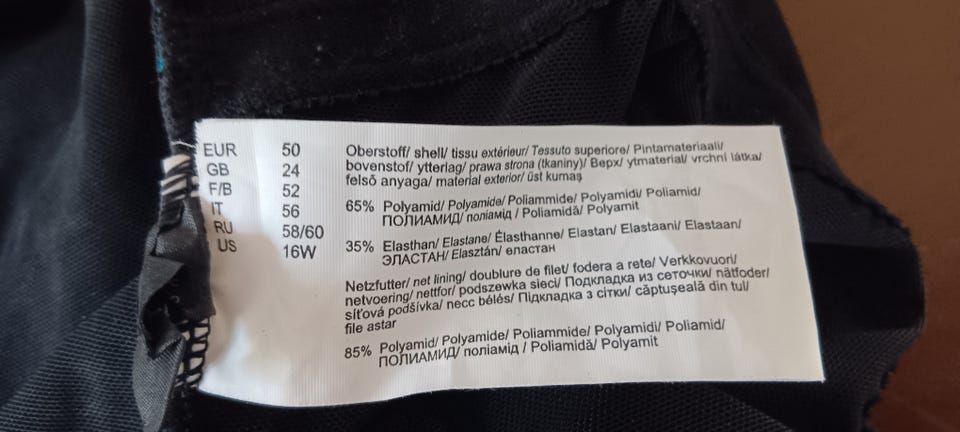 EUR 50
GB 24
F/B 52
IT 56
RU 58/60
US 16W
Oberstoff/ shell/ tissu extérieur/ Tessuto superiore/ Pintamateriaali/
bovenstof/ ytterlag/ prawa strona (tkaniny)/ Верх/ ytmaterial/ vrchní látka/
felső anyaga/ material exterior/ üst kumaş
65% Polyamid/ Polyamide/ Poliammide/ Polyamidi/ Poliamid/
ПОЛИАМИД/ поліамід / Poliamidă/ Polyamit
35% Elasthan/ Elastane/ Élasthanne/ Elastan/ Elastaani/ Elastaan/
ЭЛАСТАН/ Elasztán/ еластан
Netzfutter/ net lining/ doublure de filet/ fodera a rete/ Verkkovuori/
netvoering/ nettfor/ podszewka sieci/ Подкладка из сеточки/ nätfoder/
síťová podšívka/ necc bélés/ Підкладка з сітки/ căptuşeală din tul/
file astar
85% Polyamid/ Polyamide/ Poliammide/ Polyamidi/ Poliamid/
ПОЛИАМИД/ поліамід / Poliamidă/ Polyamit